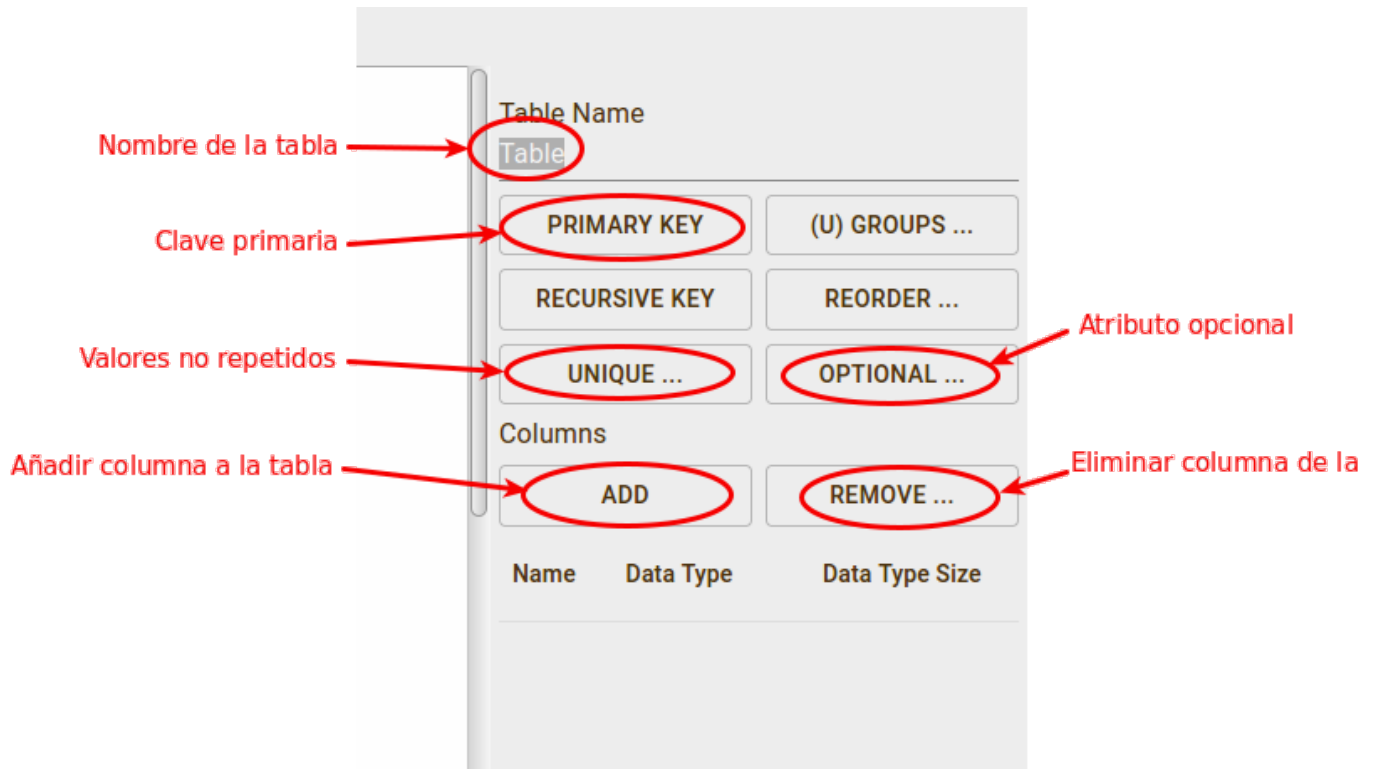 Table Name
Nombre de la tabla
Table
PRIMARY KEY
(U) GROUPS ...
Clave primaria
RECURSIVE KEY
REORDER ...
Atributo opcional
Valores no repetidos
UNIQUE ...
OPTIONAL ...
Columns
Añadir columna a la tabla
Eliminar columna de la
ADD
REMOVE ...
Name
Data Type
Data Type Size